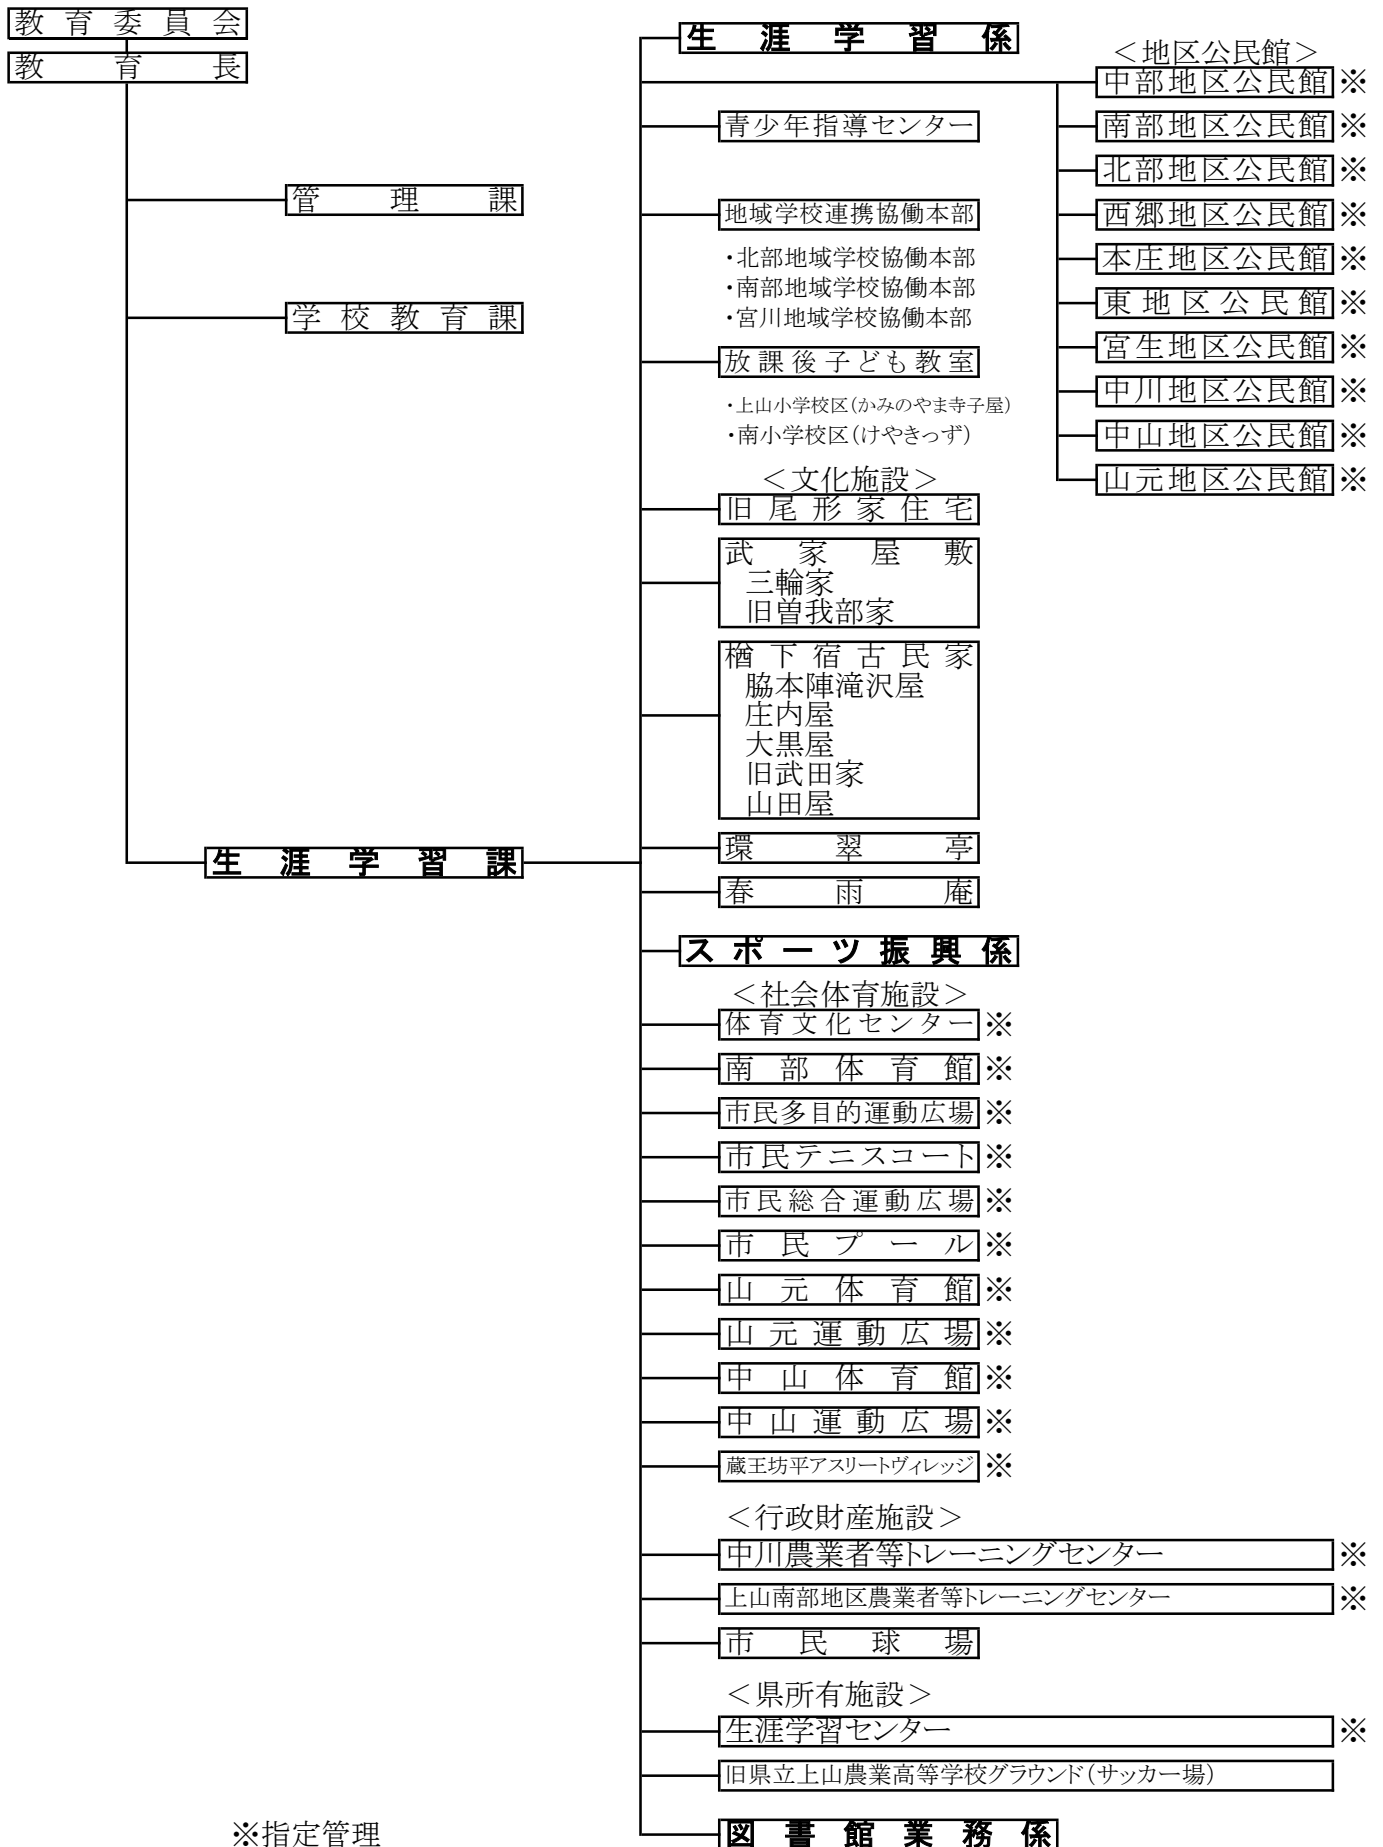 教育委員会
教育長
管理課
学校教育課
生涯学習課
生涯学習係
＜地区公民館＞
中部地区公民館※
南部地区公民館※
北部地区公民館※
西郷地区公民館※
本庄地区公民館※
東地区公民館※
宮生地区公民館※
中川地区公民館※
中山地区公民館※
山元地区公民館※
青少年指導センター
地域学校連携協働本部
・北部地域学校協働本部
・南部地域学校協働本部
・宮川地域学校協働本部
放課後子ども教室
・上山小学校区（かみのやま寺子屋）
・南小学校区（けやきっず）
＜文化施設＞
旧尾形家住宅
武家屋敷
三輪家
旧曽我部家
楢下宿古民家
脇本陣滝沢屋
庄内屋
大黒屋
旧武田家
山田屋
環翠亭
春雨庵
スポーツ振興係
＜社会体育施設＞
体育文化センター※
南部体育館※
市民多目的運動広場※
市民テニスコート※
市民総合運動広場※
市民プール※
山元体育館※
山元運動広場※
中山体育館※
中山運動広場※
蔵王坊平アスリートヴィレッジ※
＜行政財産施設＞
中川農業者等トレーニングセンター※
上山南部地区農業者等トレーニングセンター※
市民球場
＜県所有施設＞
生涯学習センター※
旧県立上山農業高等学校グラウンド（サッカー場）
図書館業務係
※指定管理